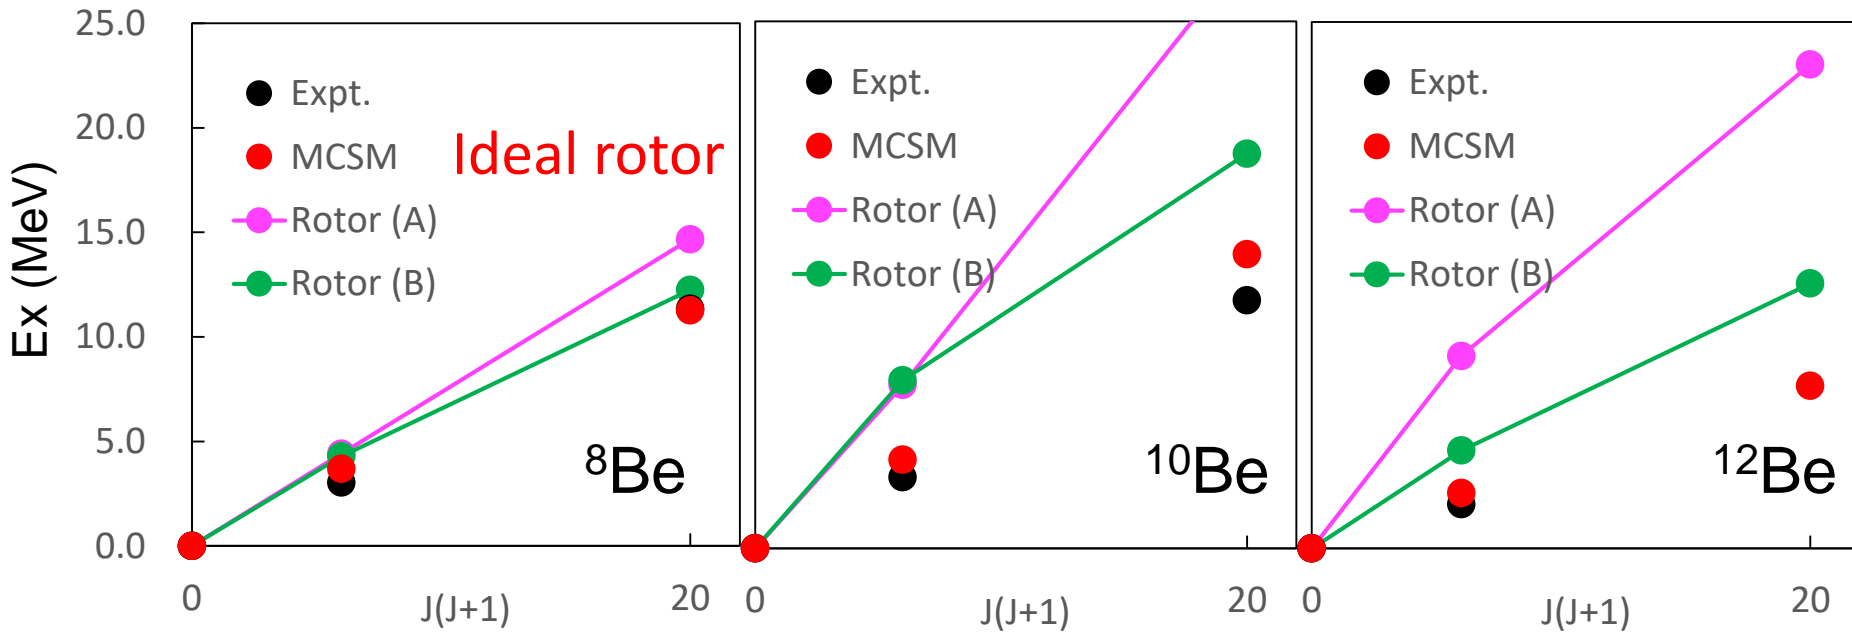 Ex (MeV)
25.0
20.0
15.0
10.0
5.0
0.0
Expt.
MCSM
Rotor (A)
Rotor (B)
Ideal rotor
⁸Be
0
J(J+1)
20
Expt.
MCSM
Rotor (A)
Rotor (B)
¹⁰Be
0
J(J+1)
20
Expt.
MCSM
Rotor (A)
Rotor (B)
¹²Be
0
J(J+1)
20